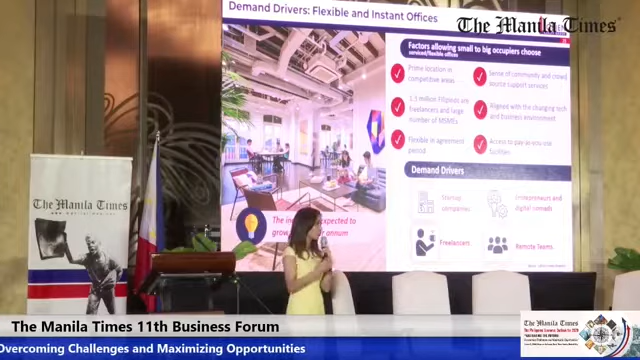 Demand Drivers: Flexible and Instant Offices
The Manila Times
Factors allowing small to big occupiers choose
serviced/flexible offices
Prime location in
competitive areas
Sense of community and crowd
source support services
1.5 million Filipinos are
freelancers and large
number of MSMEs
Aligned with the changing tech
and business environment
Flexible in agreement
period
Access to pay-as-you-use
facilities
Demand Drivers
Startup
companies
Entrepreneurs and
digital nomads
Freelancers
Remote Teams
The
expected to
grow
annum
The Manila Times
The Manila Times 11th Business Forum
Overcoming Challenges and Maximizing Opportunities
The Manila Times